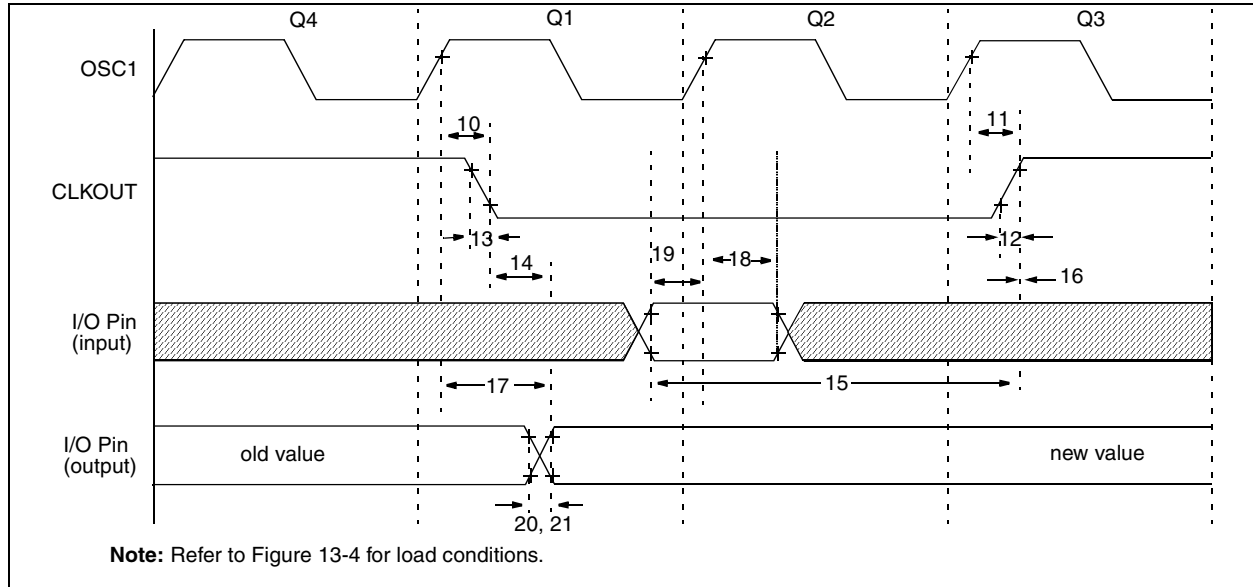 Q4 Q1 Q2 Q3
OSC1
10 11
CLKOUT
13 12
14 19 18 16
I/O Pin
(input)
17 15
I/O Pin
(output)
old value new value
20, 21
Note: Refer to Figure 13-4 for load conditions.